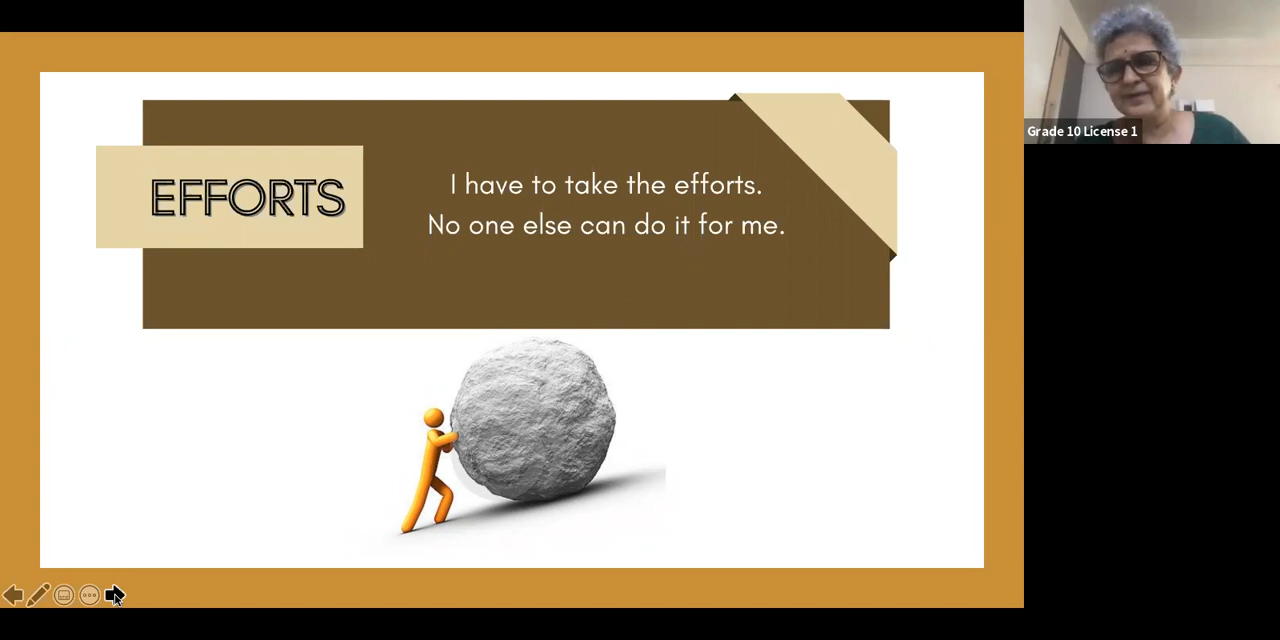 EFFORTS
I have to take the efforts.
No one else can do it for me.
Grade 10 License 1